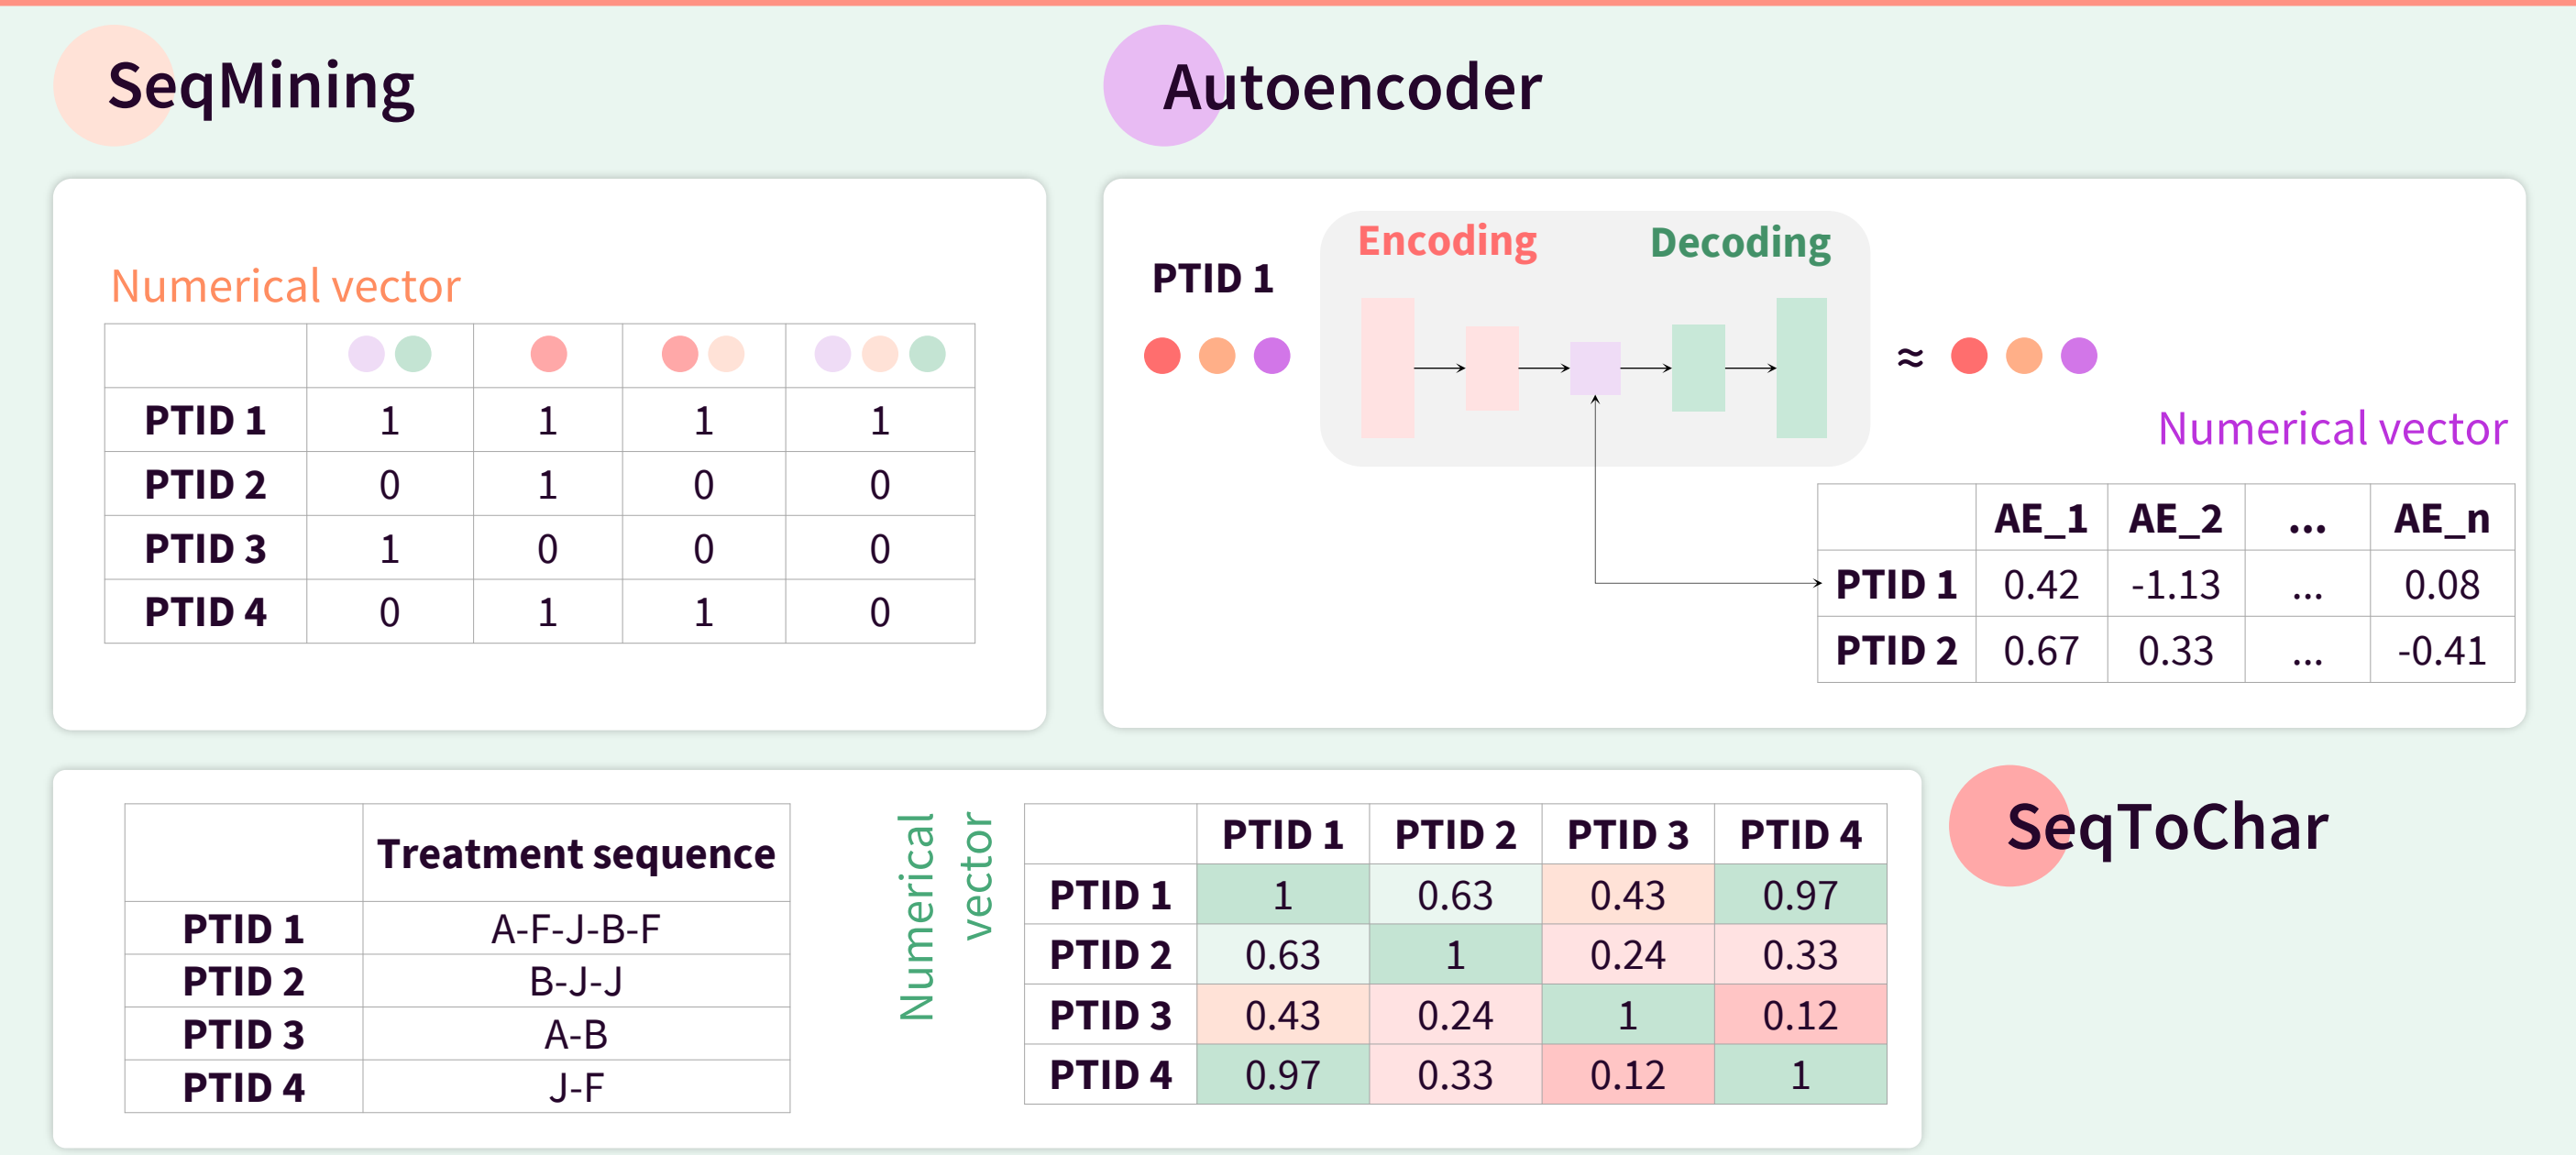 SeqMining
Numerical vector
PTID 1 1 1 1 1
PTID 2 0 1 0 0
PTID 3 1 0 0 0
PTID 4 0 1 1 0
Autoencoder
Encoding Decoding
PTID 1
≈
Numerical vector
AE_1 AE_2 ... AE_n
PTID 1 0.42 -1.13 ... 0.08
PTID 2 0.67 0.33 ... -0.41
Treatment sequence
PTID 1 A-F-J-B-F
PTID 2 B-J-J
PTID 3 A-B
PTID 4 J-F
Numerical
vector
PTID 1 PTID 2 PTID 3 PTID 4
PTID 1 1 0.63 0.43 0.97
PTID 2 0.63 1 0.24 0.33
PTID 3 0.43 0.24 1 0.12
PTID 4 0.97 0.33 0.12 1
SeqToChar